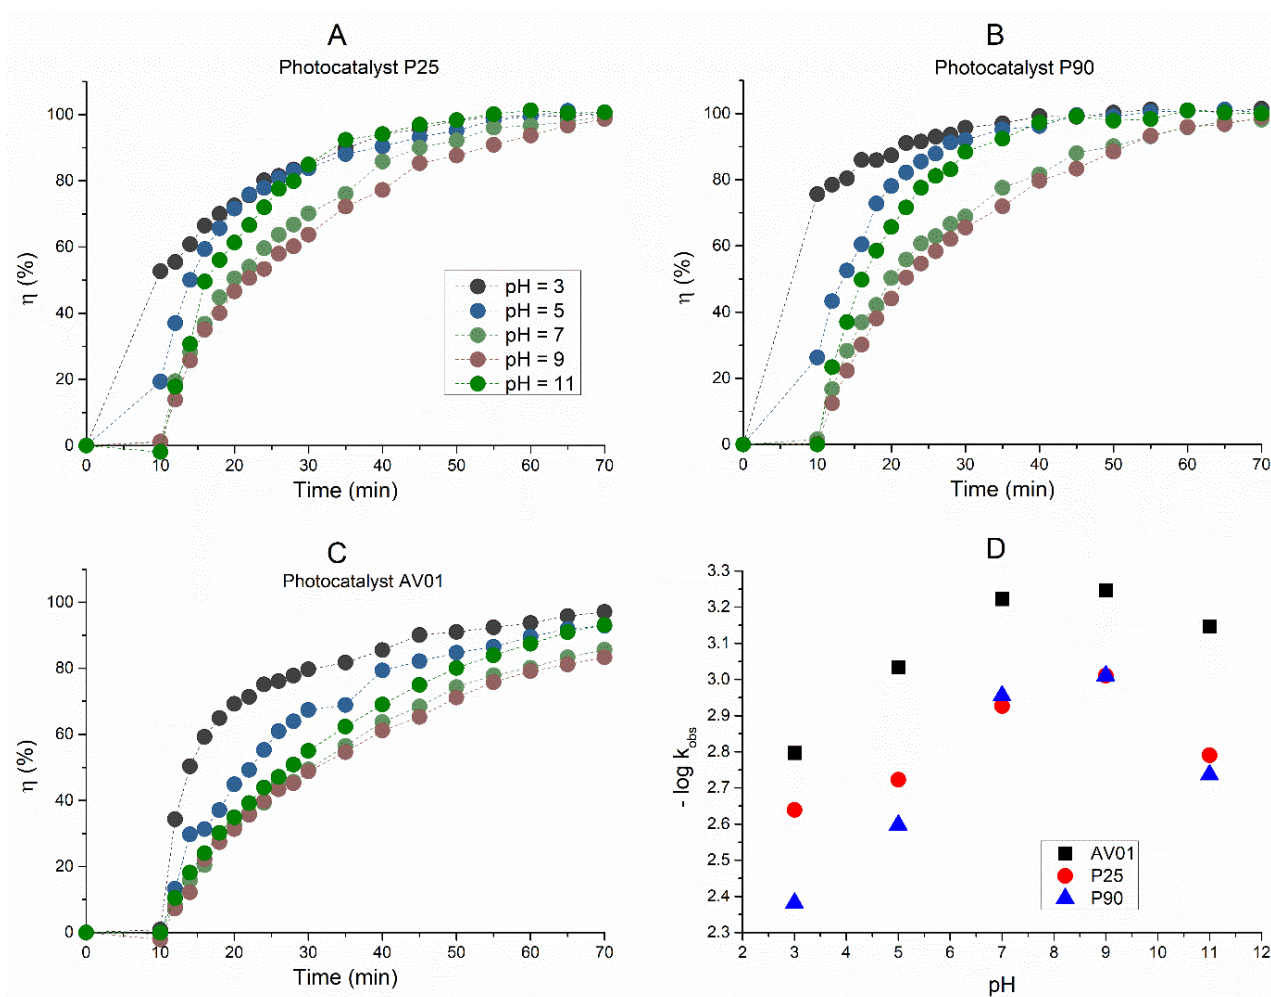 A
Photocatalyst P25
100
80
60
40
20
0
η (%)
pH = 3
pH = 5
pH = 7
pH = 9
pH = 11
0 10 20 30 40 50 60 70
Time (min)
B
Photocatalyst P90
100
80
60
40
20
0
η (%)
0 10 20 30 40 50 60 70
Time (min)
C
Photocatalyst AV01
100
80
60
40
20
0
η (%)
0 10 20 30 40 50 60 70
Time (min)
D
3.3
3.2
3.1
3.0
2.9
2.8
2.7
2.6
2.5
2.4
2.3
- log kobs
AV01
P25
P90
2 3 4 5 6 7 8 9 10 11 12
pH